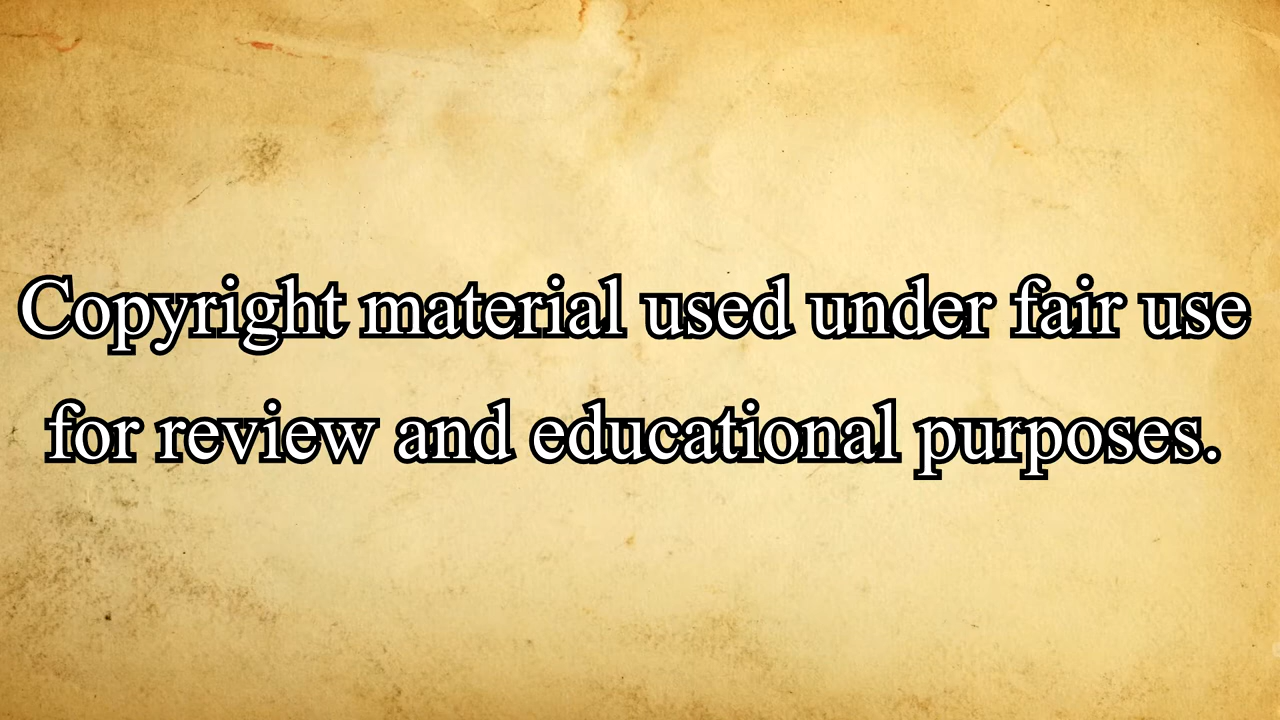 Copyright material used under fair use
for review and educational purposes.